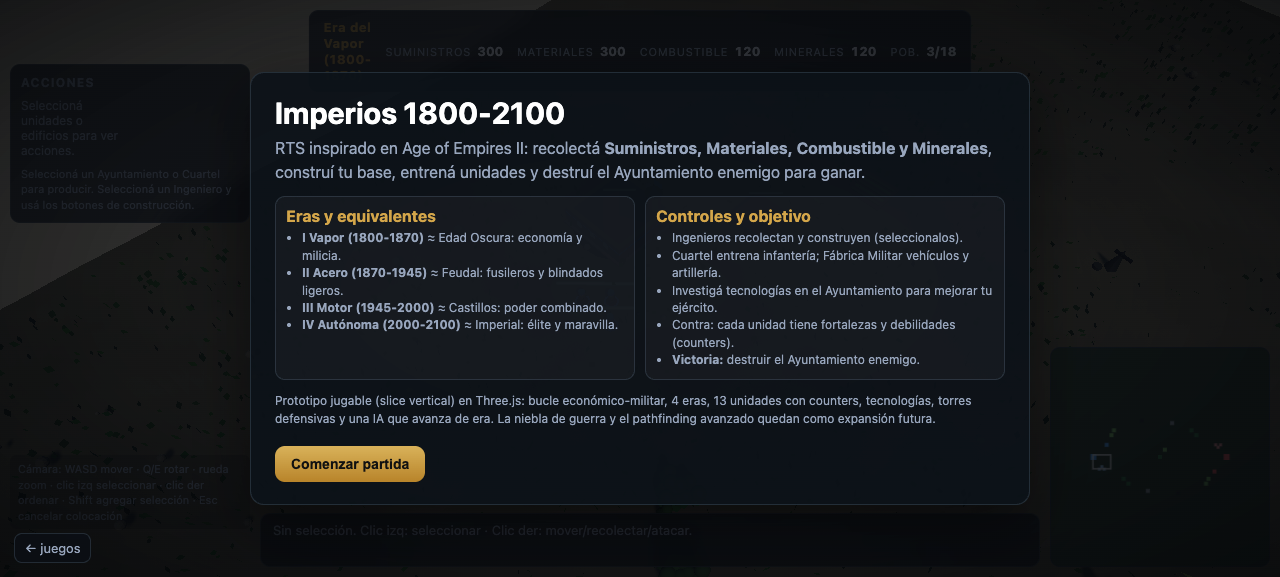 Era del
Vapor
(1800-
SUMINISTROS 300 MATERIALES 300 COMBUSTIBLE 120 MINERALES 120 POB. 3/18
ACCIONES
Seleccioná
unidades o
edificios para ver
acciones.
Seleccioná un Ayuntamiento o Cuartel
para producir. Seleccioná un Ingeniero y
usá los botones de construcción.
Imperios 1800-2100
RTS inspirado en Age of Empires II: recolectá Suministros, Materiales, Combustible y Minerales,
construí tu base, entrená unidades y destruí el Ayuntamiento enemigo para ganar.
Eras y equivalentes
• I Vapor (1800-1870) ≈ Edad Oscura: economía y
milicia.
• II Acero (1870-1945) ≈ Feudal: fusileros y blindados
ligeros.
• III Motor (1945-2000) ≈ Castillos: poder combinado.
• IV Autónoma (2000-2100) ≈ Imperial: élite y maravilla.
Controles y objetivo
• Ingenieros recolectan y construyen (seleccionalos).
• Cuartel entrena infantería; Fábrica Militar vehículos y
artillería.
• Investigá tecnologías en el Ayuntamiento para mejorar tu
ejército.
• Contra: cada unidad tiene fortalezas y debilidades
(counters).
• Victoria: destruir el Ayuntamiento enemigo.
Prototipo jugable (slice vertical) en Three.js: bucle económico-militar, 4 eras, 13 unidades con counters, tecnologías, torres
defensivas y una IA que avanza de era. La niebla de guerra y el pathfinding avanzado quedan como expansión futura.
Comenzar partida
Cámara: WASD mover · Q/E rotar · rueda
zoom · clic izq seleccionar · clic der
ordenar · Shift agregar selección · Esc
cancelar colocación
Sin selección. Clic izq: seleccionar · Clic der: mover/recolectar/atacar.
← juegos